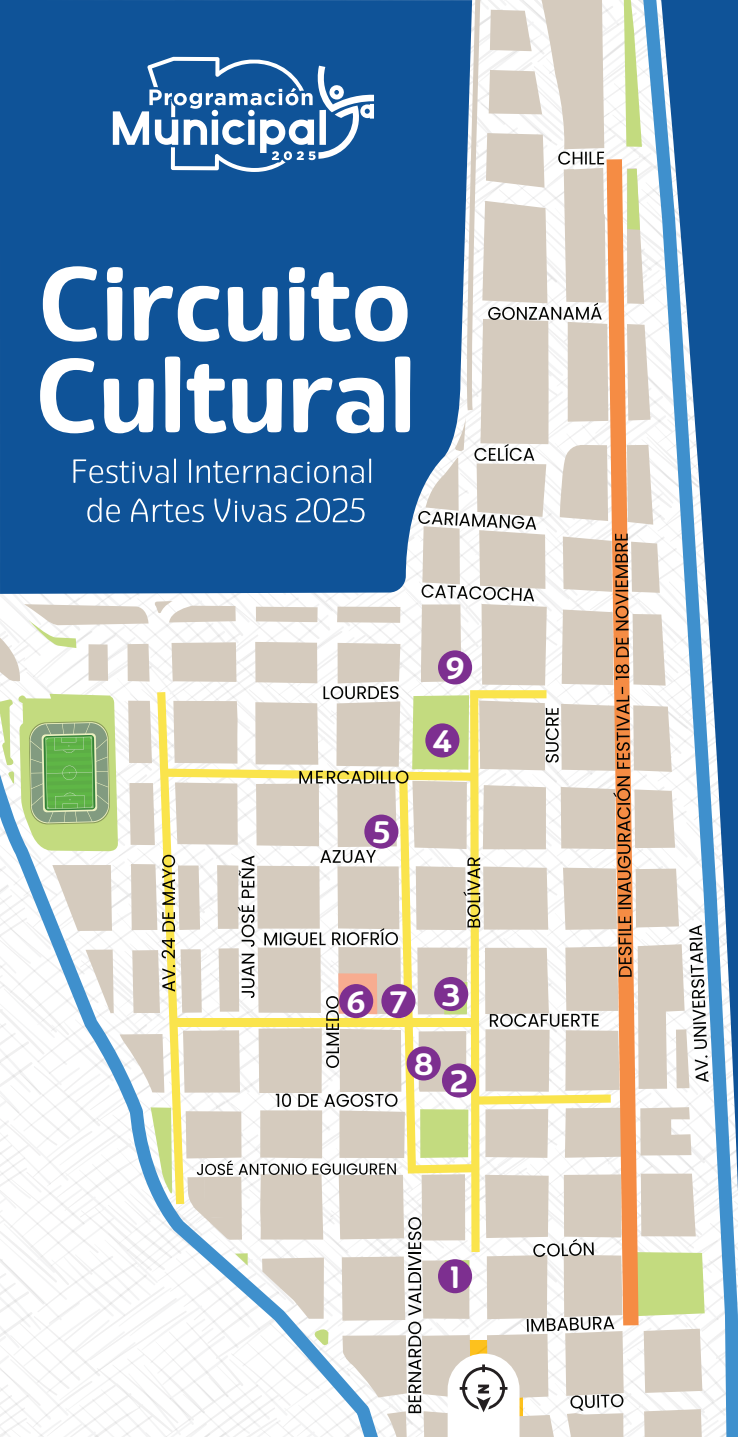 Programación
Municipal
2025
Circuito
Cultural
Festival Internacional
de Artes Vivas 2025
CHILE
GONZANAMÁ
CELÍCA
CARIAMANGA
CATACOCHA
DESFILE INAUGURACIÓN FESTIVAL- 18 DE NOVIEMBRE
9
LOURDES
SUCRE
4
MERCADILLO
5
AZUAY
AV. 24 DE MAYO
JUAN JOSÉ PEÑA
BOLÍVAR
MIGUEL RIOFRÍO
AV. UNIVERSITARIA
6
7
3
OLMEDO
ROCAFUERTE
8
2
10 DE AGOSTO
JOSÉ ANTONIO EGUIGUREN
BERNARDO VALDIVIESO
COLÓN
1
IMBABURA
N
QUITO